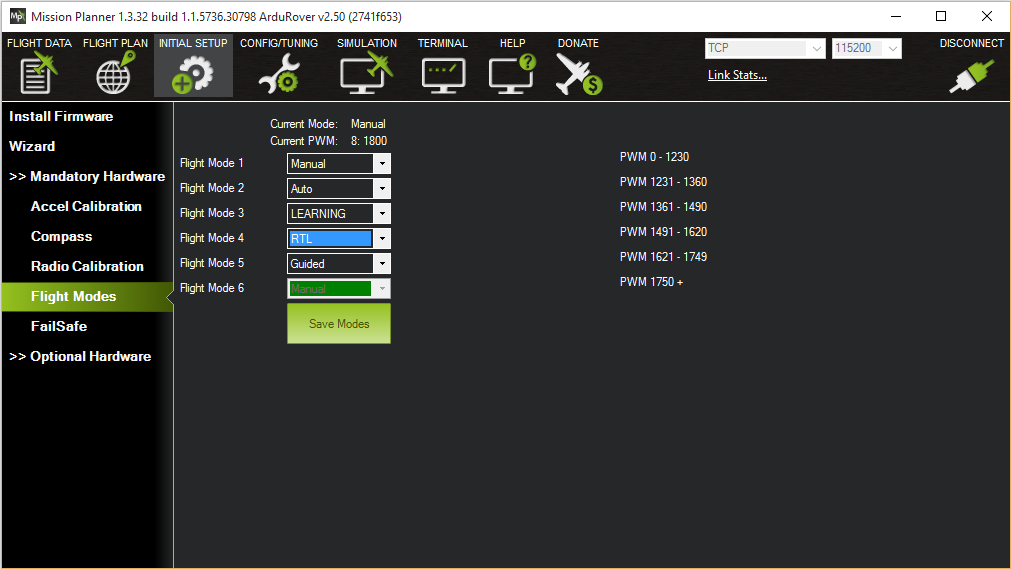 Mission Planner 1.3.32 build 1.1.5736.30798 ArduRover v2.50 (2741f653)
FLIGHT DATA FLIGHT PLAN INITIAL SETUP CONFIG/TUNING SIMULATION TERMINAL HELP DONATE TCP 115200 DISCONNECT
Link Stats...
Install Firmware
Wizard
>> Mandatory Hardware
Accel Calibration
Compass
Radio Calibration
Flight Modes
FailSafe
>> Optional Hardware
Current Mode: Manual
Current PWM: 8: 1800
Flight Mode 1 Manual PWM 0 - 1230
Flight Mode 2 Auto PWM 1231 - 1360
Flight Mode 3 LEARNING PWM 1361 - 1490
Flight Mode 4 RTL PWM 1491 - 1620
Flight Mode 5 Guided PWM 1621 - 1749
Flight Mode 6 Manual PWM 1750 +
Save Modes